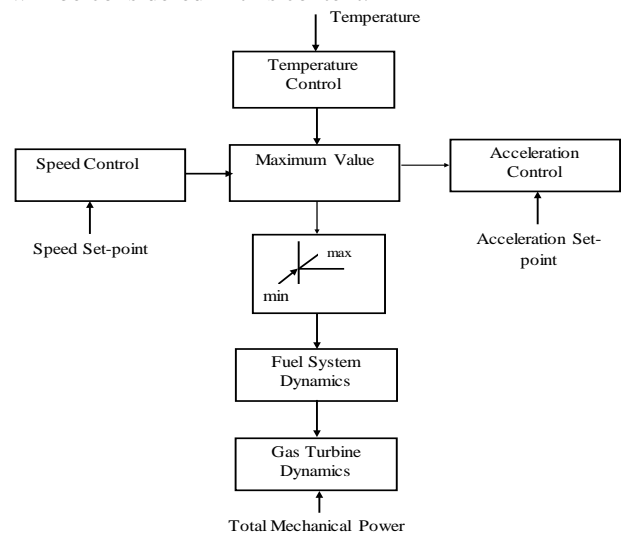 Temperature
Temperature
Control
Speed Control
Maximum Value
Acceleration
Control
Speed Set-point
Acceleration Set-
point
max
min
Fuel System
Dynamics
Gas Turbine
Dynamics
Total Mechanical Power